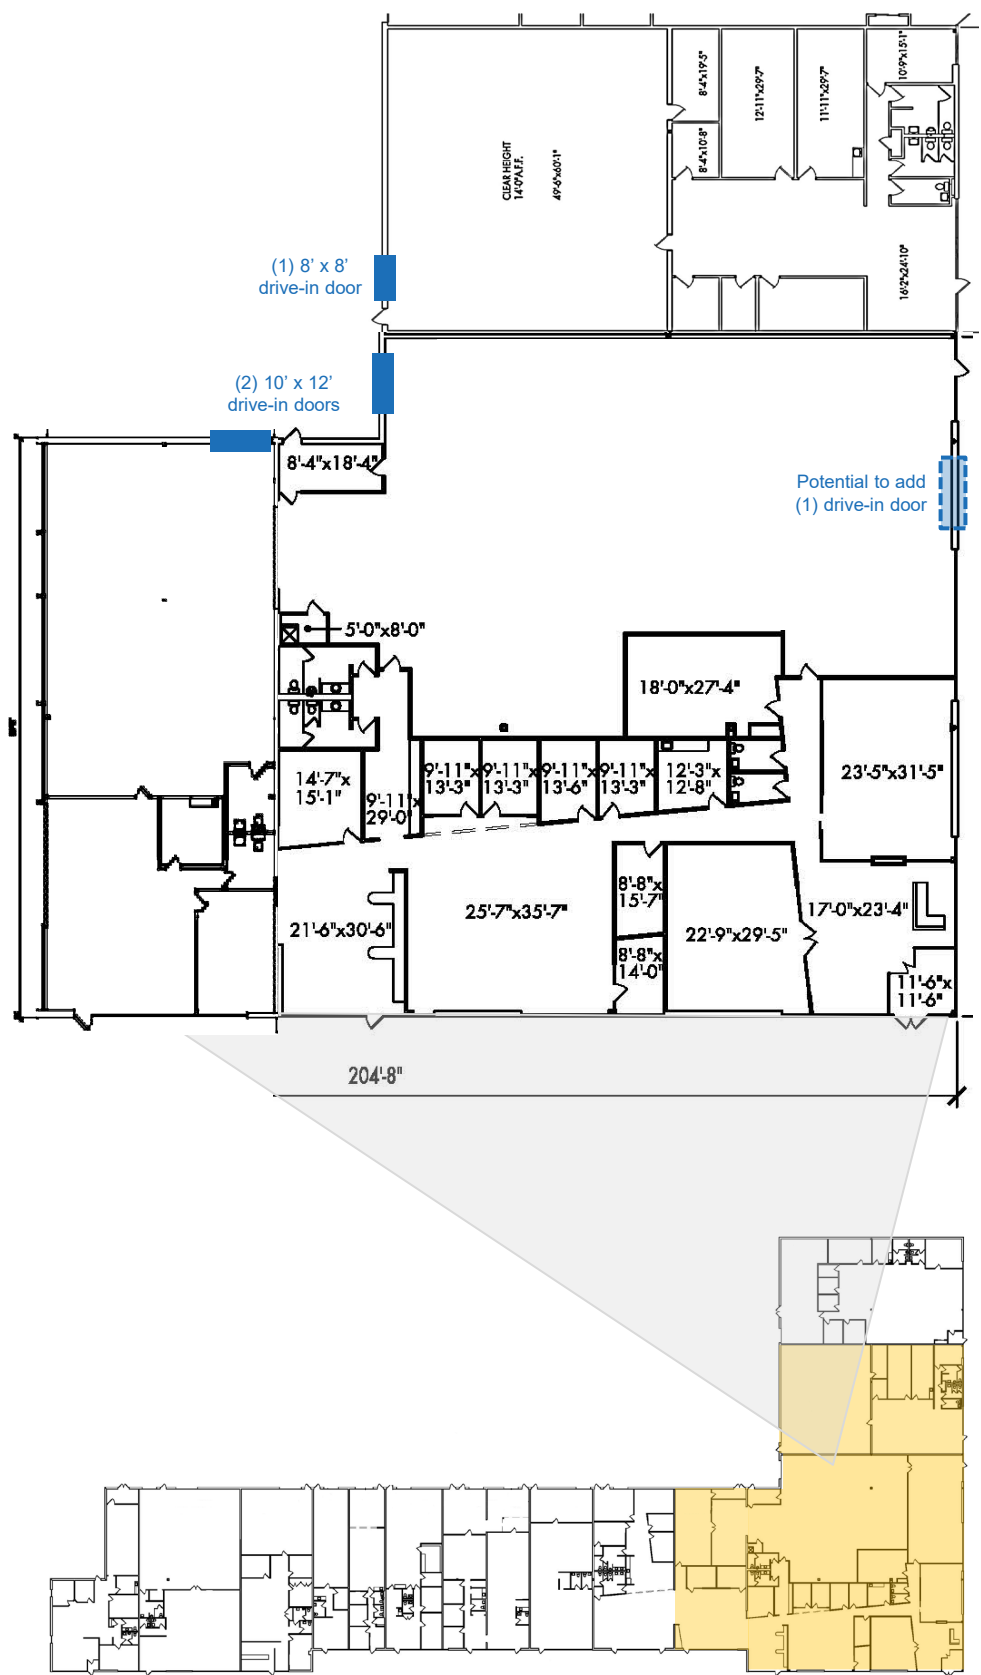 8'-4"x19'-5"
12'-11"x29'-7"
11'-11"x29'-7"
10'-9"x15'-1"
8'-4"x10'-8"
CLEAR HEIGHT
14'-0" A.F.F.
49'-6"x60'-1"
16'-2"x24'-10"
(1) 8’ x 8’
drive-in door
(2) 10’ x 12’
drive-in doors
8'-4"x18'-4"
Potential to add
(1) drive-in door
5'-0"x8'-0"
18'-0"x27'-4"
14'-7"x
15'-1"
9'-11"
29'-0"
9'-11"x
13'-3"
9'-11"x
13'-3"
9'-11"x
13'-6"
9'-11"x
13'-3"
12'-3"x
12'-8"
23'-5"x31'-5"
21'-6"x30'-6"
25'-7"x35'-7"
8'-8"x
15'-7"
8'-8"x
14'-0"
22'-9"x29'-5"
17'-0"x23'-4"
11'-6"x
11'-6"
204'-8"